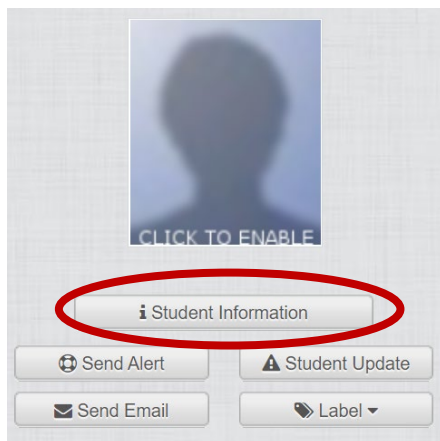 CLICK TO ENABLE
Student Information
Send Alert
Student Update
Send Email
Label